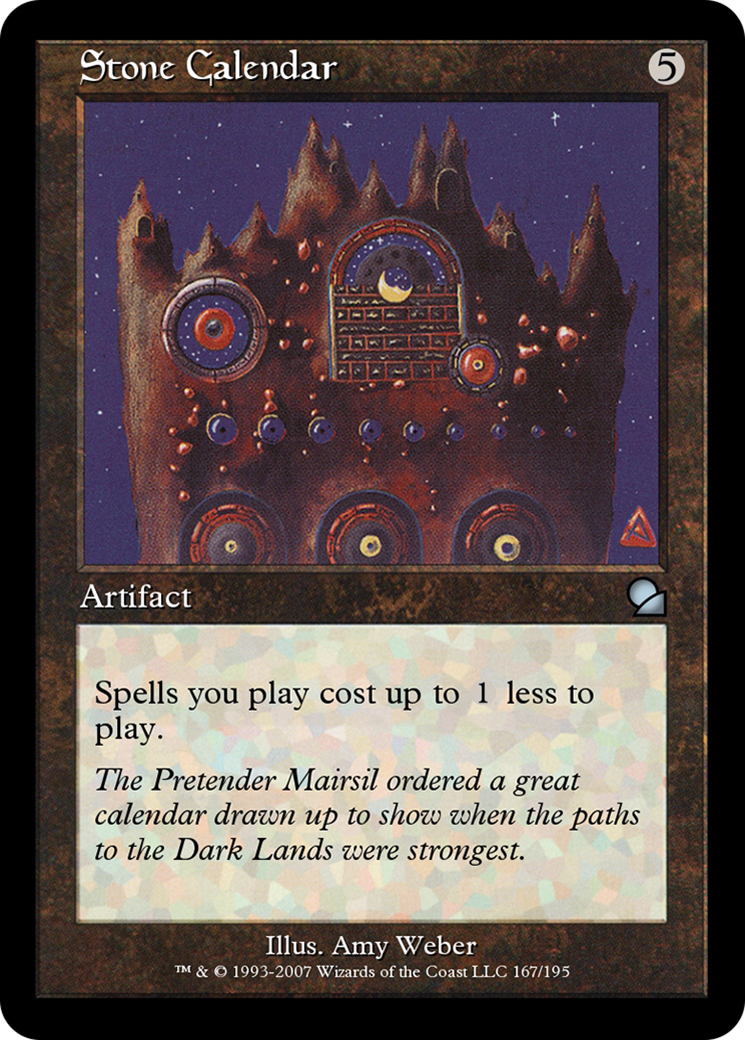 Stone Calendar
5
Artifact
Spells you play cost up to 1 less to
play.
The Pretender Mairsil ordered a great
calendar drawn up to show when the paths
to the Dark Lands were strongest.
Illus. Amy Weber
™ & © 1993-2007 Wizards of the Coast LLC 167/195